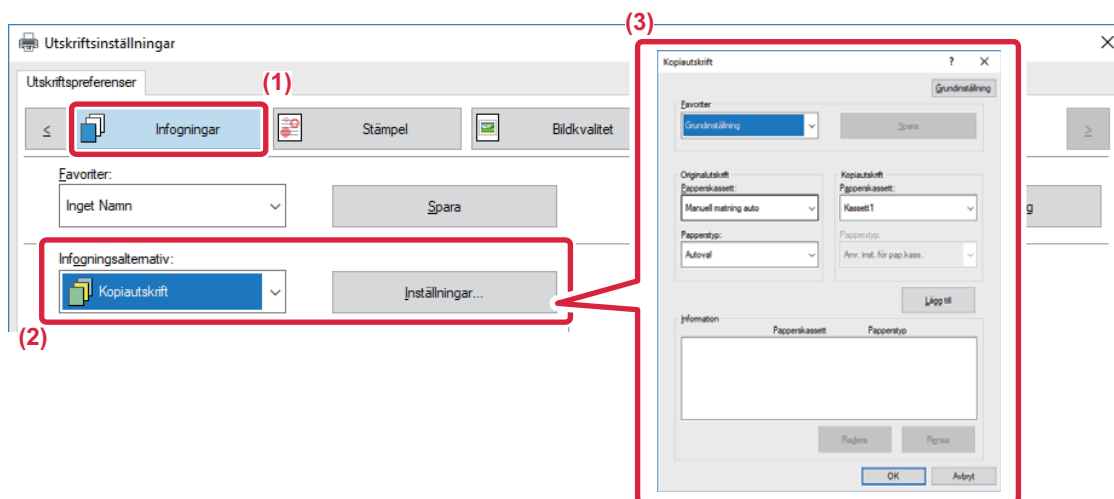 (3)
Utskriftsinställningar
Utskriftspreferenser
(1)
≤ Infogningar Stämpel Bildkvalitet ≥
Favoriter:
Inget Namn Spara g
Infogningsalternativ:
Kopiautskrift Inställningar...
(2)
Kopiautskrift ? X
Grundinställning
Favoriter
Grundinställning Spara
Originalutskrift Kopiautskrift
Papperskassett: Papperskassett:
Manuell matning auto Kassett1
Papperstyp: Papperstyp:
Autoval Anv. inst. för pap.kass.
Lägg till
Information
Papperskassett Papperstyp
Radera Rensa
OK Avbryt